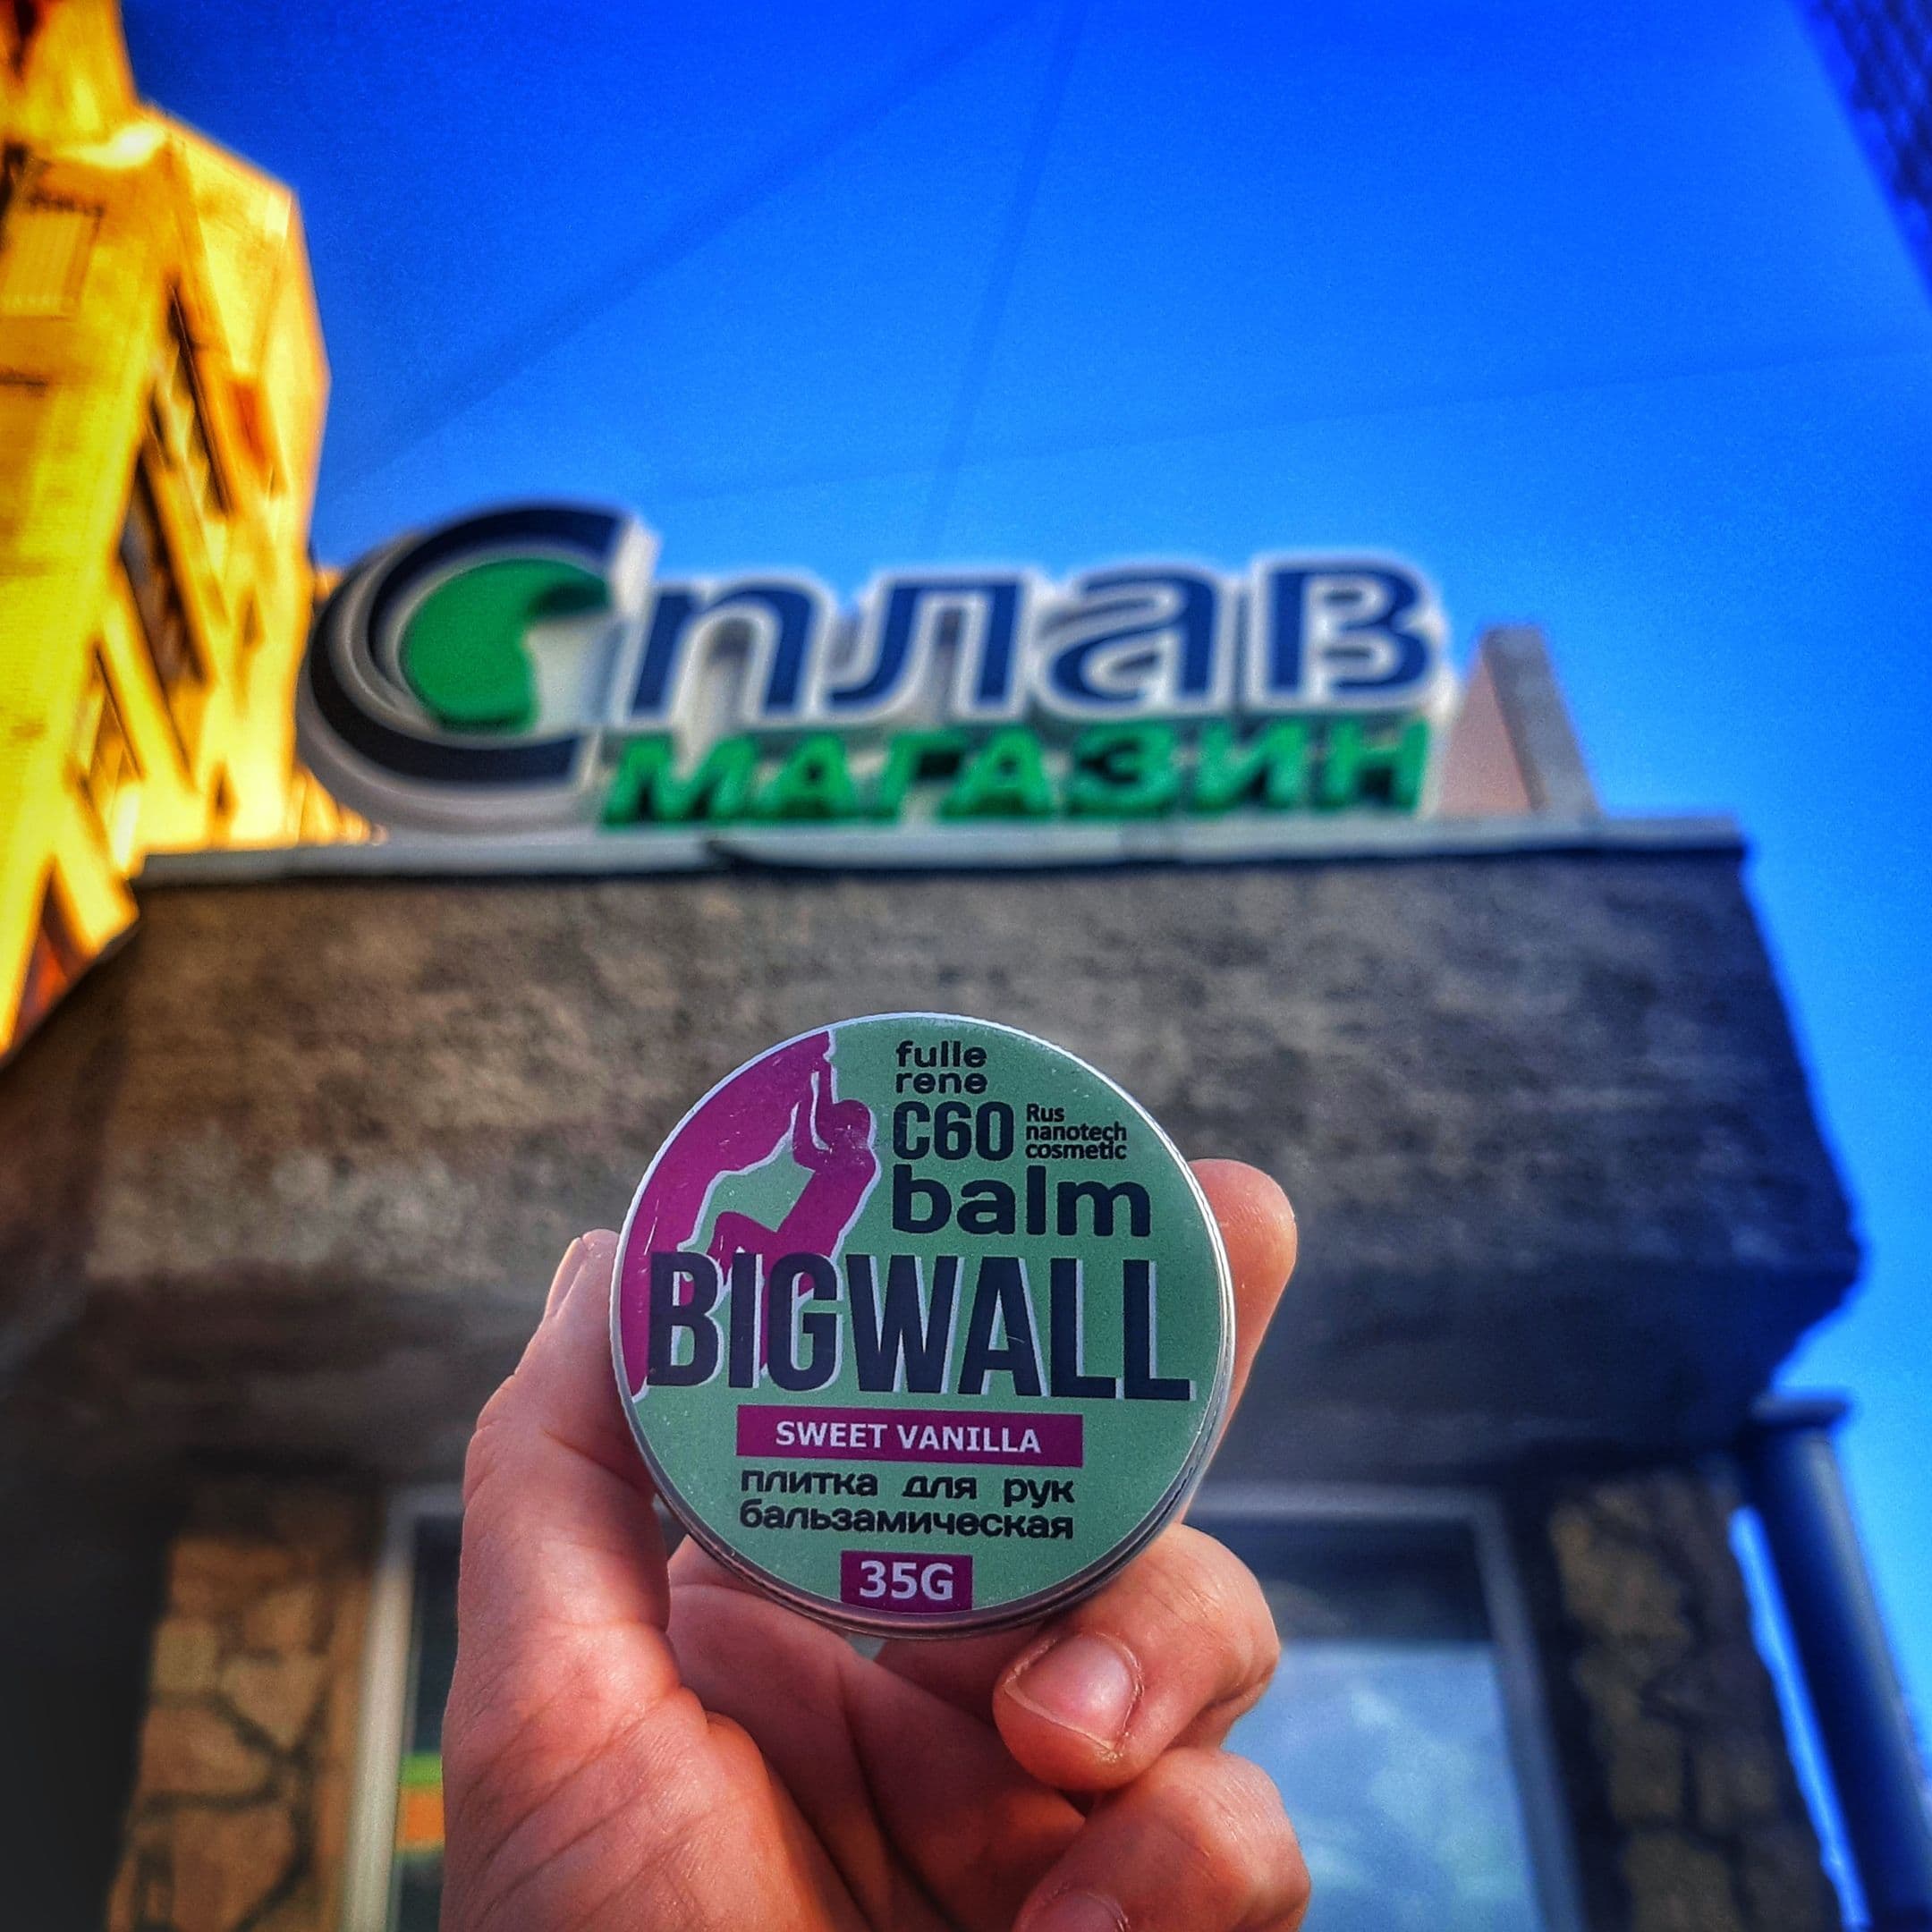 Сплав
МАГАЗИН
fulle
rene
C60
Rus
nanotech
cosmetic
balm
BIGWALL
SWEET VANILLA
плитка для рук
бальзамическая
35G